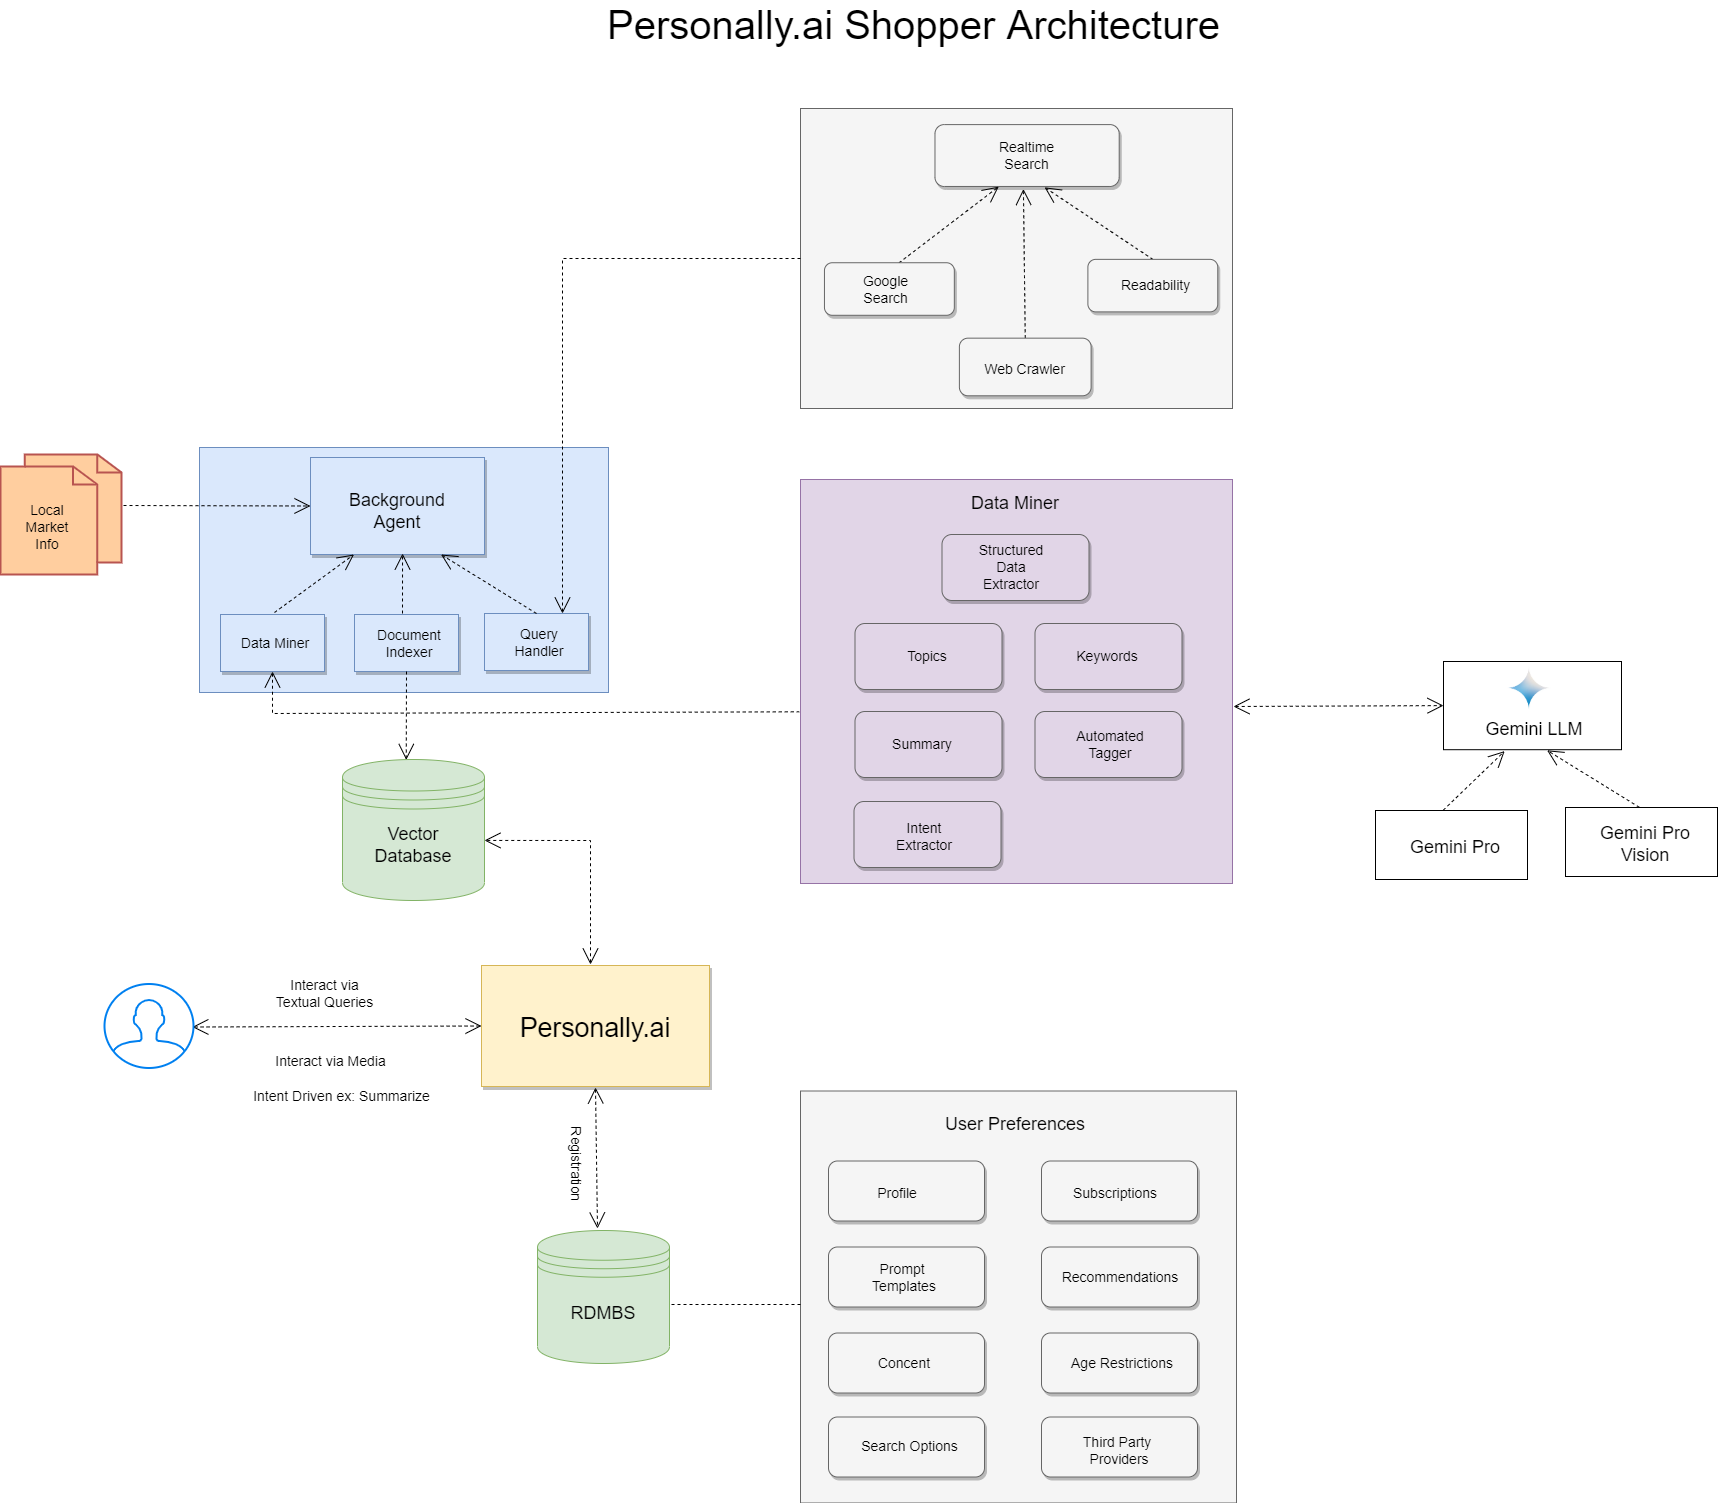 Personally.ai Shopper Architecture
Realtime
Search
Google
Search
Readability
Web Crawler
Local
Market
Info
Background
Agent
Data Miner
Document
Indexer
Query
Handler
Data Miner
Structured
Data
Extractor
Topics
Keywords
Summary
Automated
Tagger
Intent
Extractor
Gemini LLM
Gemini Pro
Gemini Pro
Vision
Vector
Database
Interact via
Textual Queries
Interact via Media
Intent Driven ex: Summarize
Personally.ai
Registration
RDMBS
User Preferences
Profile
Subscriptions
Prompt
Templates
Recommendations
Concent
Age Restrictions
Search Options
Third Party
Providers